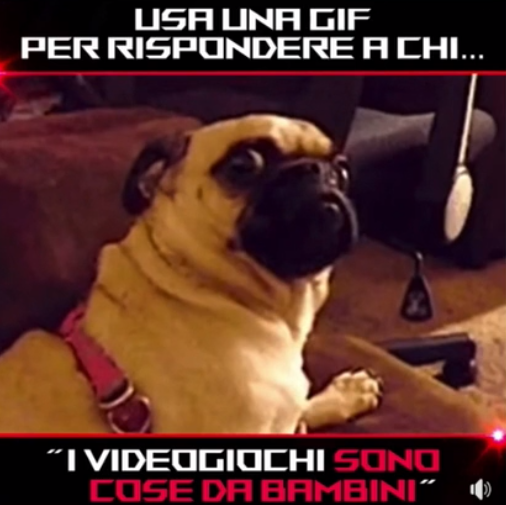 USA UNA GIF
PER RISPONDERE A CHI...
"I VIDEOGIOCHI SONO
COSE DA BAMBINI"